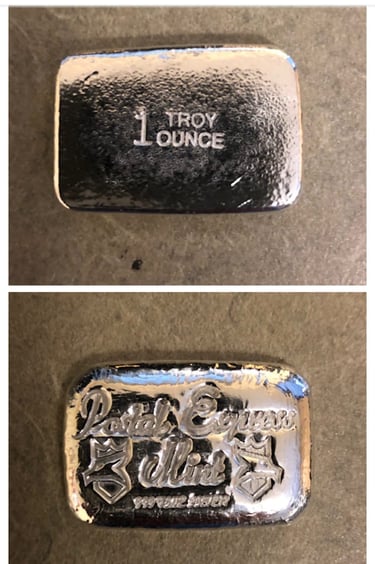 1 TROY
OUNCE
Postal Express
Mint